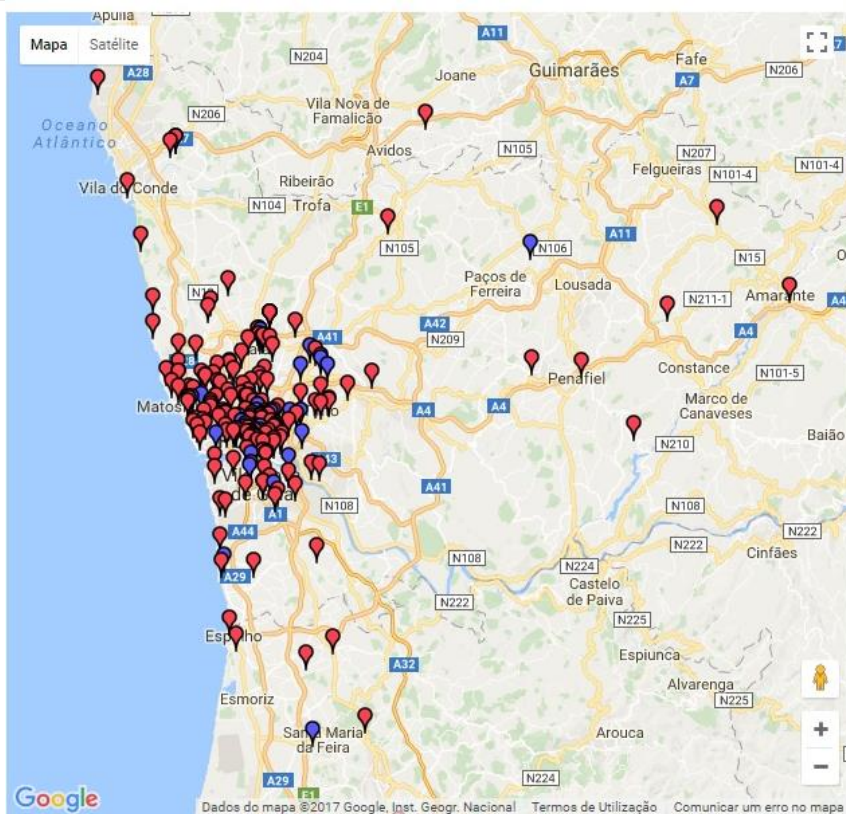 Apúlia
Mapa
Satélite
A28
N204
A11
Joane
Guimarães
Fafe
N206
A7
N206
Vila Nova de
Famalicão
Oceano
Atlântico
Avidos
N105
N207
N101-4
N101-4
Felgueiras
Vila do Conde
Ribeirão
N104
Trofa
E1
N105
N106
A11
N15
Paços de
Ferreira
Lousada
N211-1
Amarante
A4
A41
A42
N209
A4
Constance
Penafiel
N101-5
A4
A4
Marco de
Canaveses
Baião
N210
A41
N108
A1
N108
N222
A44
N222
Cinfães
N108
N224
A29
Castelo
de Paiva
N222
N225
Espinho
A32
Espiunca
Alvarenga
Esmoriz
N225
Santa Maria
da Feira
Arouca
N224
A29
E1
Google
Dados do mapa ©2017 Google, Inst. Geogr. Nacional
Termos de Utilização
Comunicar um erro no mapa